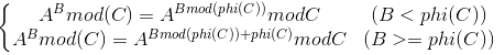 A^B mod(C) = A^{B mod(phi(C))} mod C (B < phi(C))
A^B mod(C) = A^{B mod(phi(C))+phi(C)} mod C (B >= phi(C))